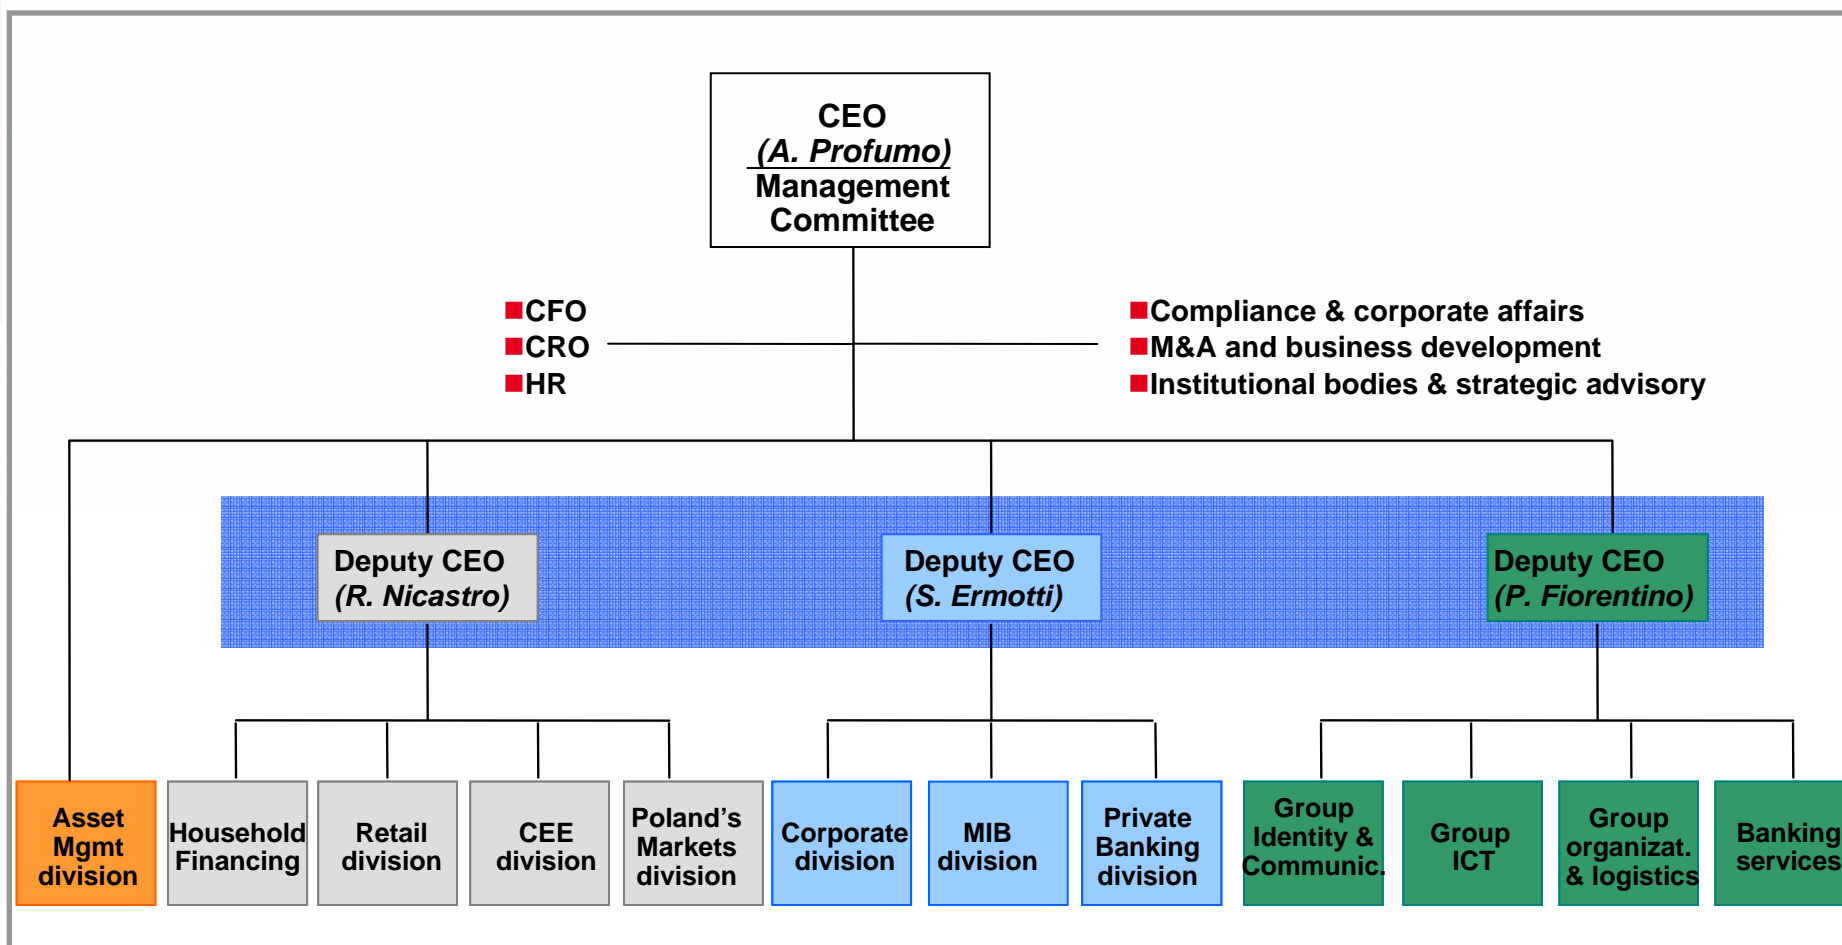 CEO
(A. Profumo)
Management
Committee
CFO
CRO
HR
Compliance & corporate affairs
M&A and business development
Institutional bodies & strategic advisory
Deputy CEO
(R. Nicastro)
Deputy CEO
(S. Ermotti)
Deputy CEO
(P. Fiorentino)
Asset
Mgmt
division
Household
Financing
Retail
division
CEE
division
Poland's
Markets
division
Corporate
division
MIB
division
Private
Banking
division
Group
Identity &
Communic.
Group
ICT
Group
organizat.
& logistics
Banking
services